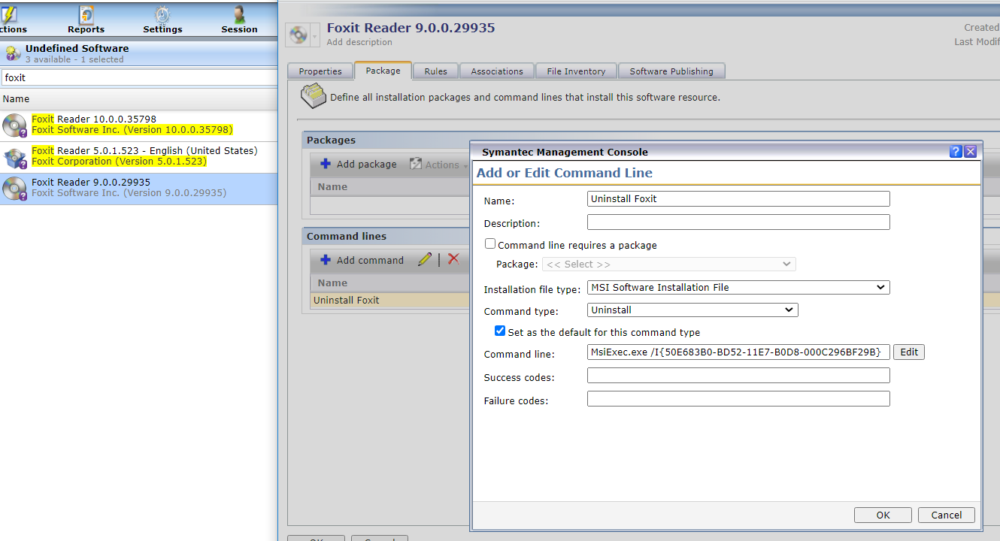 ctions Reports Settings Session
Undefined Software
3 available - 1 selected
foxit
Name
Foxit Reader 10.0.0.35798
Foxit Software Inc. (Version 10.0.0.35798)
Foxit Reader 5.0.1.523 - English (United States)
Foxit Corporation (Version 5.0.1.523)
Foxit Reader 9.0.0.29935
Foxit Software Inc. (Version 9.0.0.29935)
Foxit Reader 9.0.0.29935
Add description
Created
Last Modif
Properties Package Rules Associations File Inventory Software Publishing
Define all installation packages and command lines that install this software resource.
Packages
Add package Actions
Name
Command lines
Add command
Name
Uninstall Foxit
Symantec Management Console
?
Add or Edit Command Line
Name: Uninstall Foxit
Description:
Command line requires a package
Package: << Select >>
Installation file type: MSI Software Installation File
Command type: Uninstall
Set as the default for this command type
Command line: MsiExec.exe /I{50E683B0-BD52-11E7-B0D8-000C296BF29B} Edit
Success codes:
Failure codes:
OK Cancel